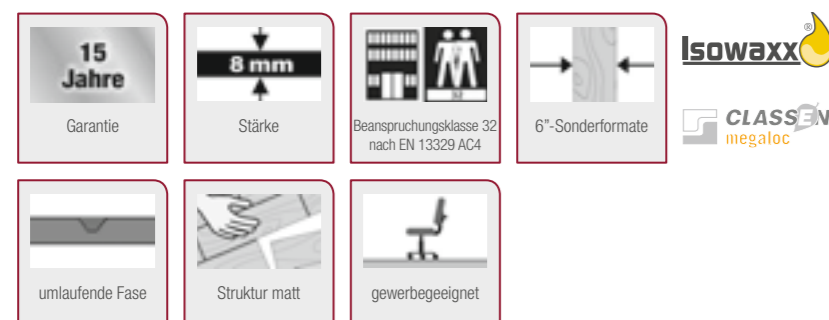 15
Jahre
Garantie
8 mm
Stärke
32
Beanspruchungsklasse 32
nach EN 13329 AC4
6"-Sonderformate
Isowaxx®
CLASSEN
megaloc
umlaufende Fase
Struktur matt
gewerbegeeignet